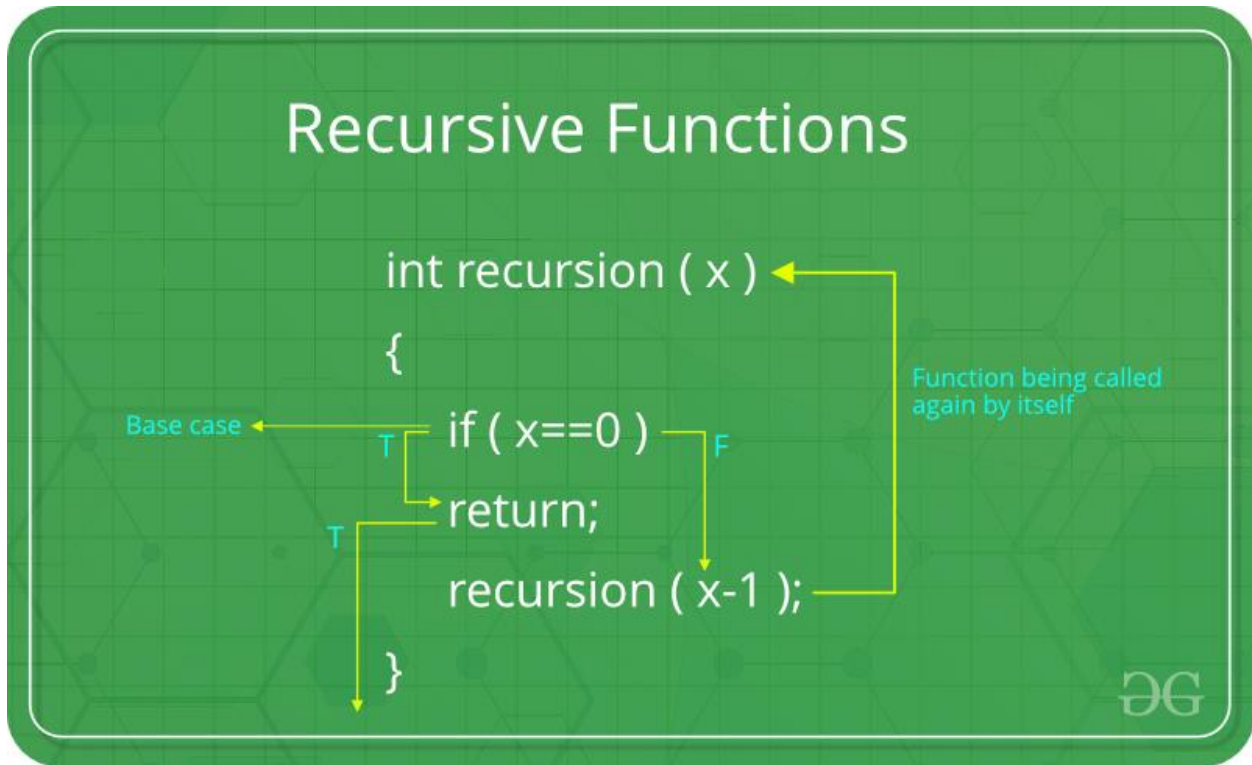 Recursive Functions
int recursion ( x )
{
Function being called
again by itself
Base case
T
if ( x==0 )
F
return;
T
recursion ( x-1 );
}
GG